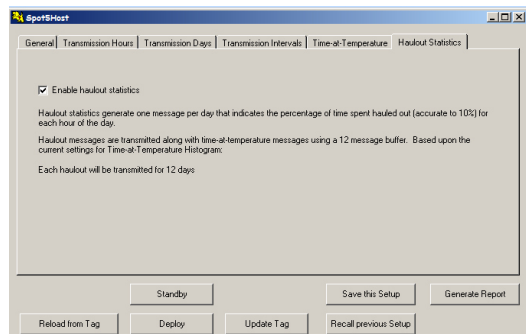 Spot5Host
General Transmission Hours Transmission Days Transmission Intervals Time-at-Temperature Haulout Statistics
Enable haulout statistics
Haulout statistics generate one message per day that indicates the percentage of time spent hauled out (accurate to 10%) for
each hour of the day.
Haulout messages are transmitted along with time-at-temperature messages using a 12 message buffer. Based upon the
current settings for Time-at-Temperature Histogram:
Each haulout will be transmitted for 12 days
Standby Save this Setup Generate Report
Reload from Tag Deploy Update Tag Recall previous Setup